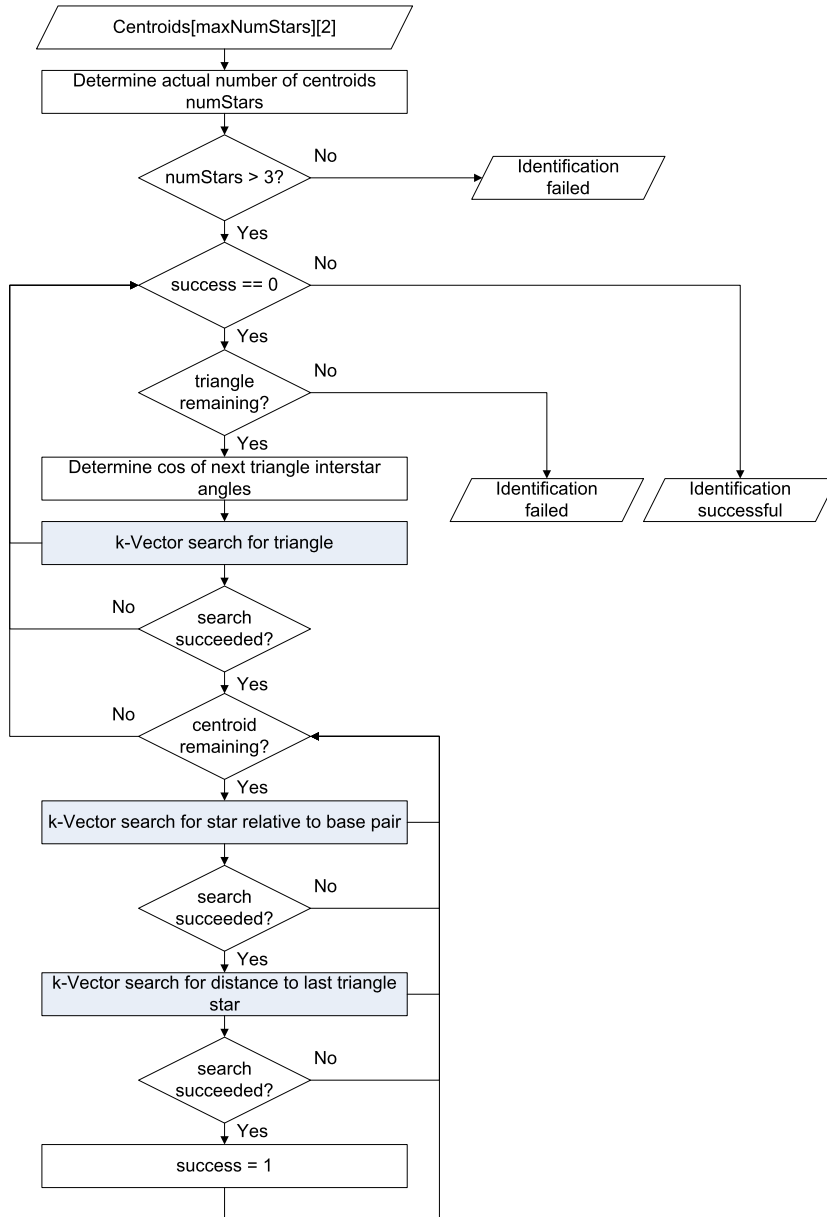 Centroids[maxNumStars][2]
Determine actual number of centroids
numStars
numStars > 3?
No
Identification
failed
Yes
success == 0
No
Yes
triangle
remaining?
No
Yes
Determine cos of next triangle interstar
angles
Identification
failed
Identification
successful
k-Vector search for triangle
No
search
succeeded?
Yes
No
centroid
remaining?
Yes
k-Vector search for star relative to base pair
search
succeeded?
No
Yes
k-Vector search for distance to last triangle
star
search
succeeded?
No
Yes
success = 1